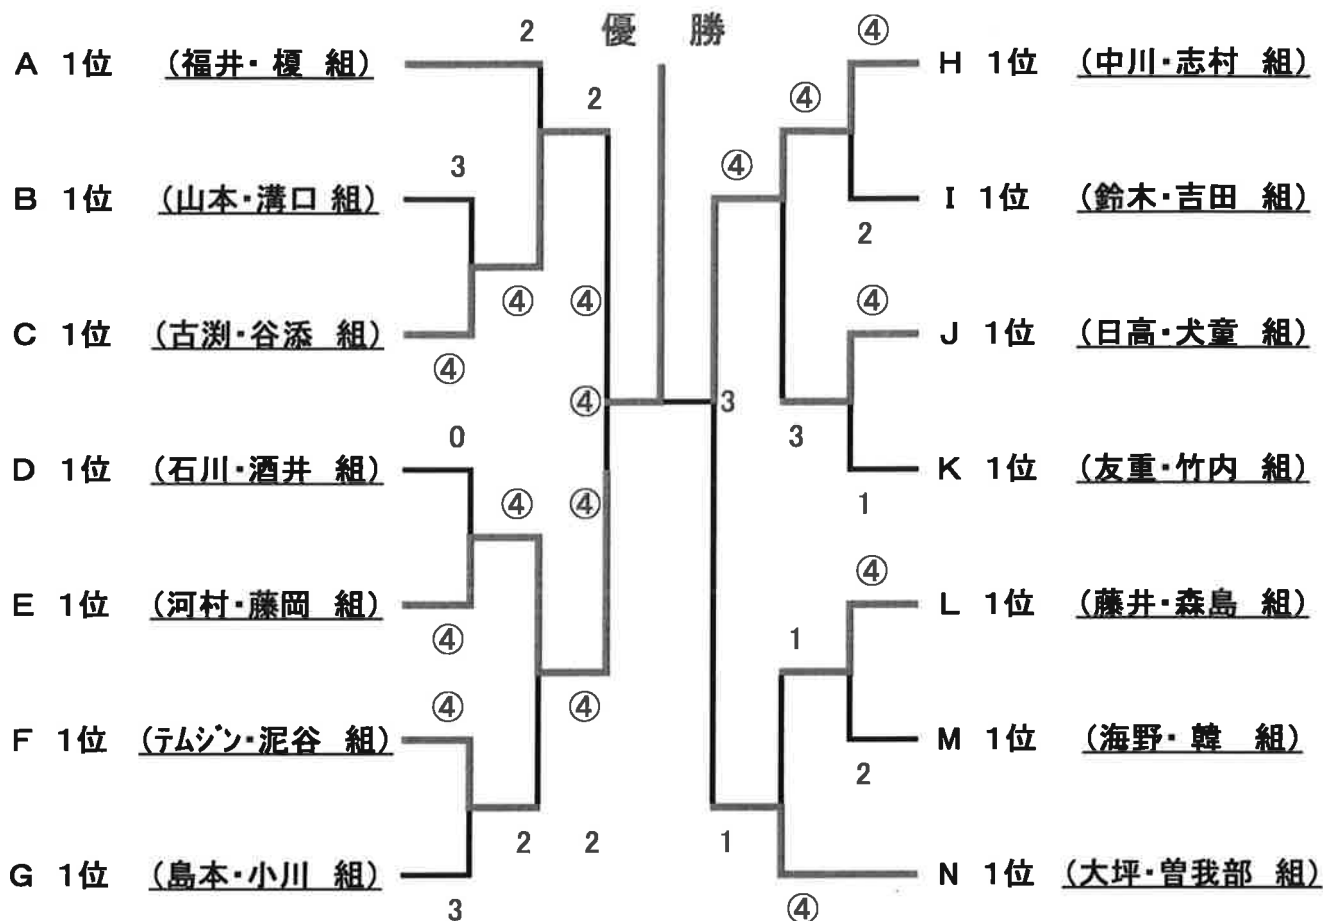 優 勝
2
④
A 1位 (福井・榎 組)
H 1位 (中川・志村 組)
2
④
3
④
B 1位 (山本・溝口 組)
I 1位 (鈴木・吉田 組)
2
④
④
④
C 1位 (古渕・谷添 組)
J 1位 (日高・犬童 組)
④
④
3
0
3
D 1位 (石川・酒井 組)
K 1位 (友重・竹内 組)
④
④
1
④
E 1位 (河村・藤岡 組)
L 1位 (藤井・森島 組)
④
1
④
④
F 1位 (テムジン・泥谷 組)
M 1位 (海野・韓 組)
2
2
2
1
G 1位 (島本・小川 組)
N 1位 (大坪・曽我部 組)
3
④